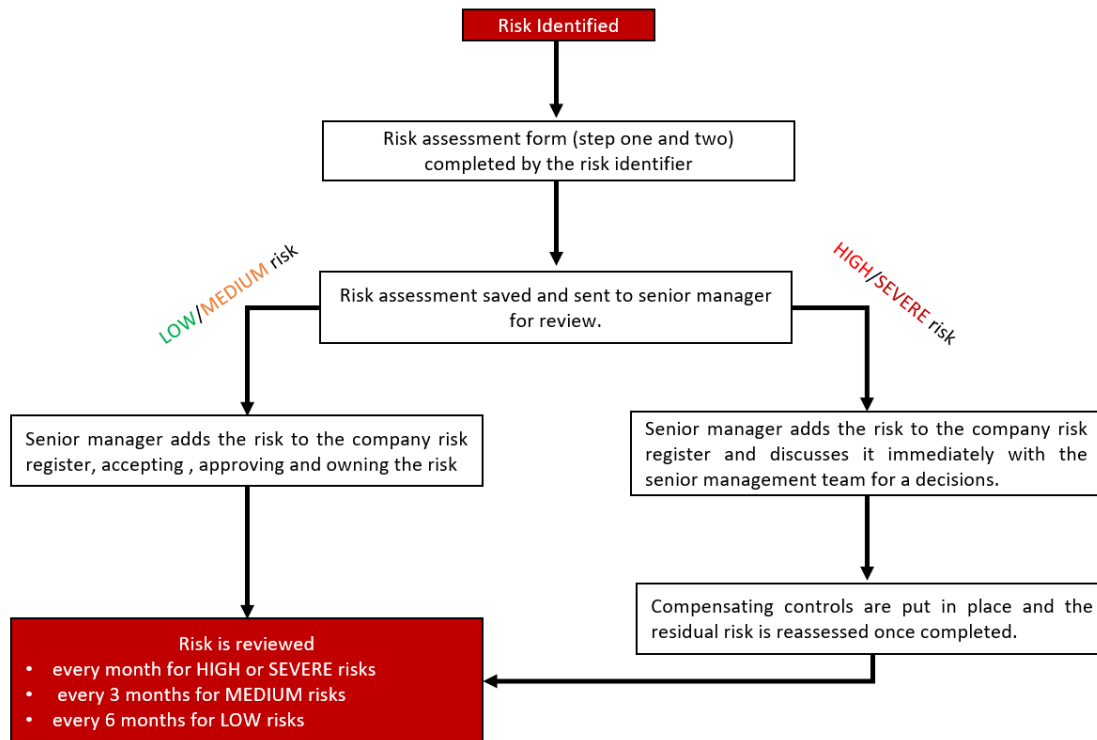 Risk Identified
Risk assessment form (step one and two)
completed by the risk identifier
LOW/MEDIUM risk
HIGH/SEVERE risk
Risk assessment saved and sent to senior manager
for review.
Senior manager adds the risk to the company risk
register, accepting , approving and owning the risk
Senior manager adds the risk to the company risk
register and discusses it immediately with the
senior management team for a decisions.
Compensating controls are put in place and the
residual risk is reassessed once completed.
Risk is reviewed
• every month for HIGH or SEVERE risks
• every 3 months for MEDIUM risks
• every 6 months for LOW risks